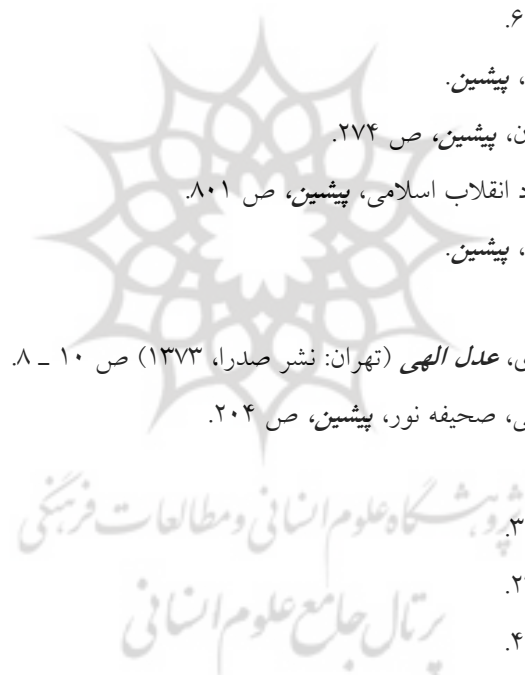 ۶.
، پیشین.
ن، پیشین، ص ۲۷۴.
د انقلاب اسلامی، پیشین، ص ۸۰۱.
، پیشین.
ی، عدل الهی (تهران: نشر صدرا، ۱۳۷۳) ص ۱۰ ـ ۸.
ی، صحیفه نور، پیشین، ص ۲۰۴.
پژوهشگاه علوم انسانی و مطالعات فرهنگی
۳.
۲.
پرتال جامع علوم انسانی
۴.